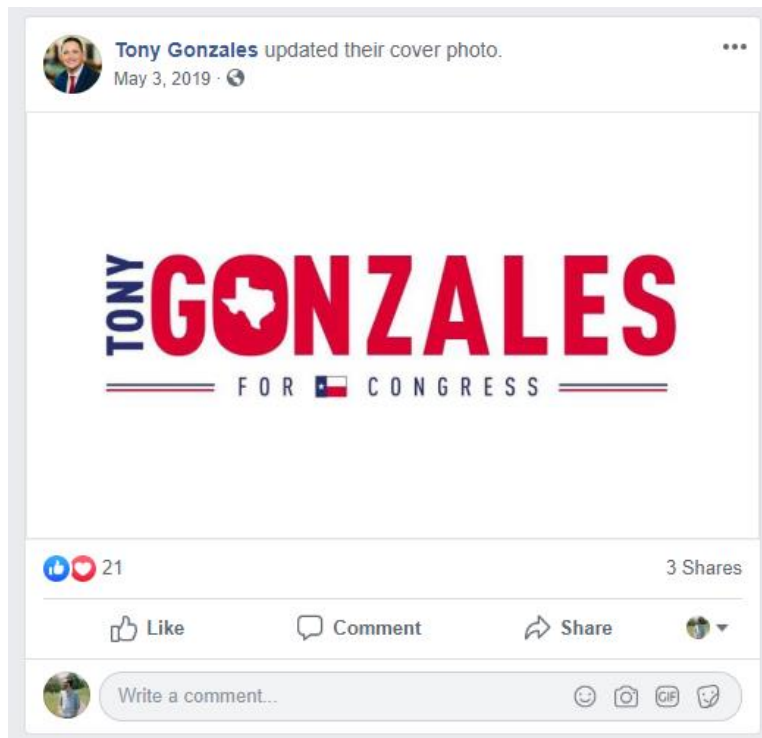 Tony Gonzales updated their cover photo.
May 3, 2019 ·
TONY GONZALES
FOR CONGRESS
21
3 Shares
Like
Comment
Share
Write a comment...
GIF